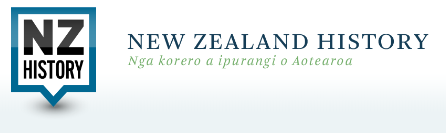 NZ
HISTORY
NEW ZEALAND HISTORY
Nga korero a ipurangi o Aotearoa